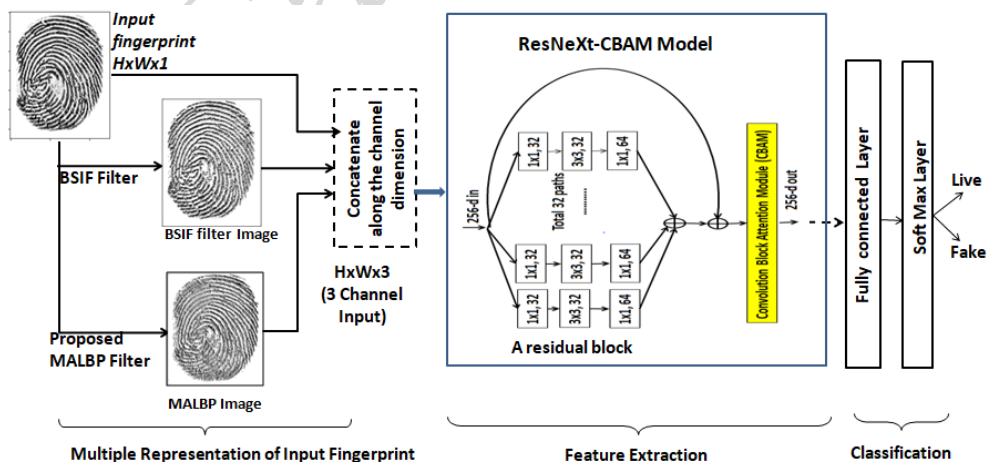 Input
fingerprint
HxWx1
BSIF Filter
BSIF filter Image
Proposed
MALBP Filter
MALBP Image
Concatenate
along the channel
dimension
HxWx3
(3 Channel
Input)
ResNeXt-CBAM Model
256-d in
1x1, 32
3x3, 32
1x1, 64
Total 32 paths
.........
1x1, 32
3x3, 32
1x1, 64
1x1, 32
3x3, 32
1x1, 64
A residual block
Convolution Block Attention Module (CBAM)
256-d out
Fully connected Layer
Soft Max Layer
Live
Fake
Multiple Representation of Input Fingerprint
Feature Extraction
Classification